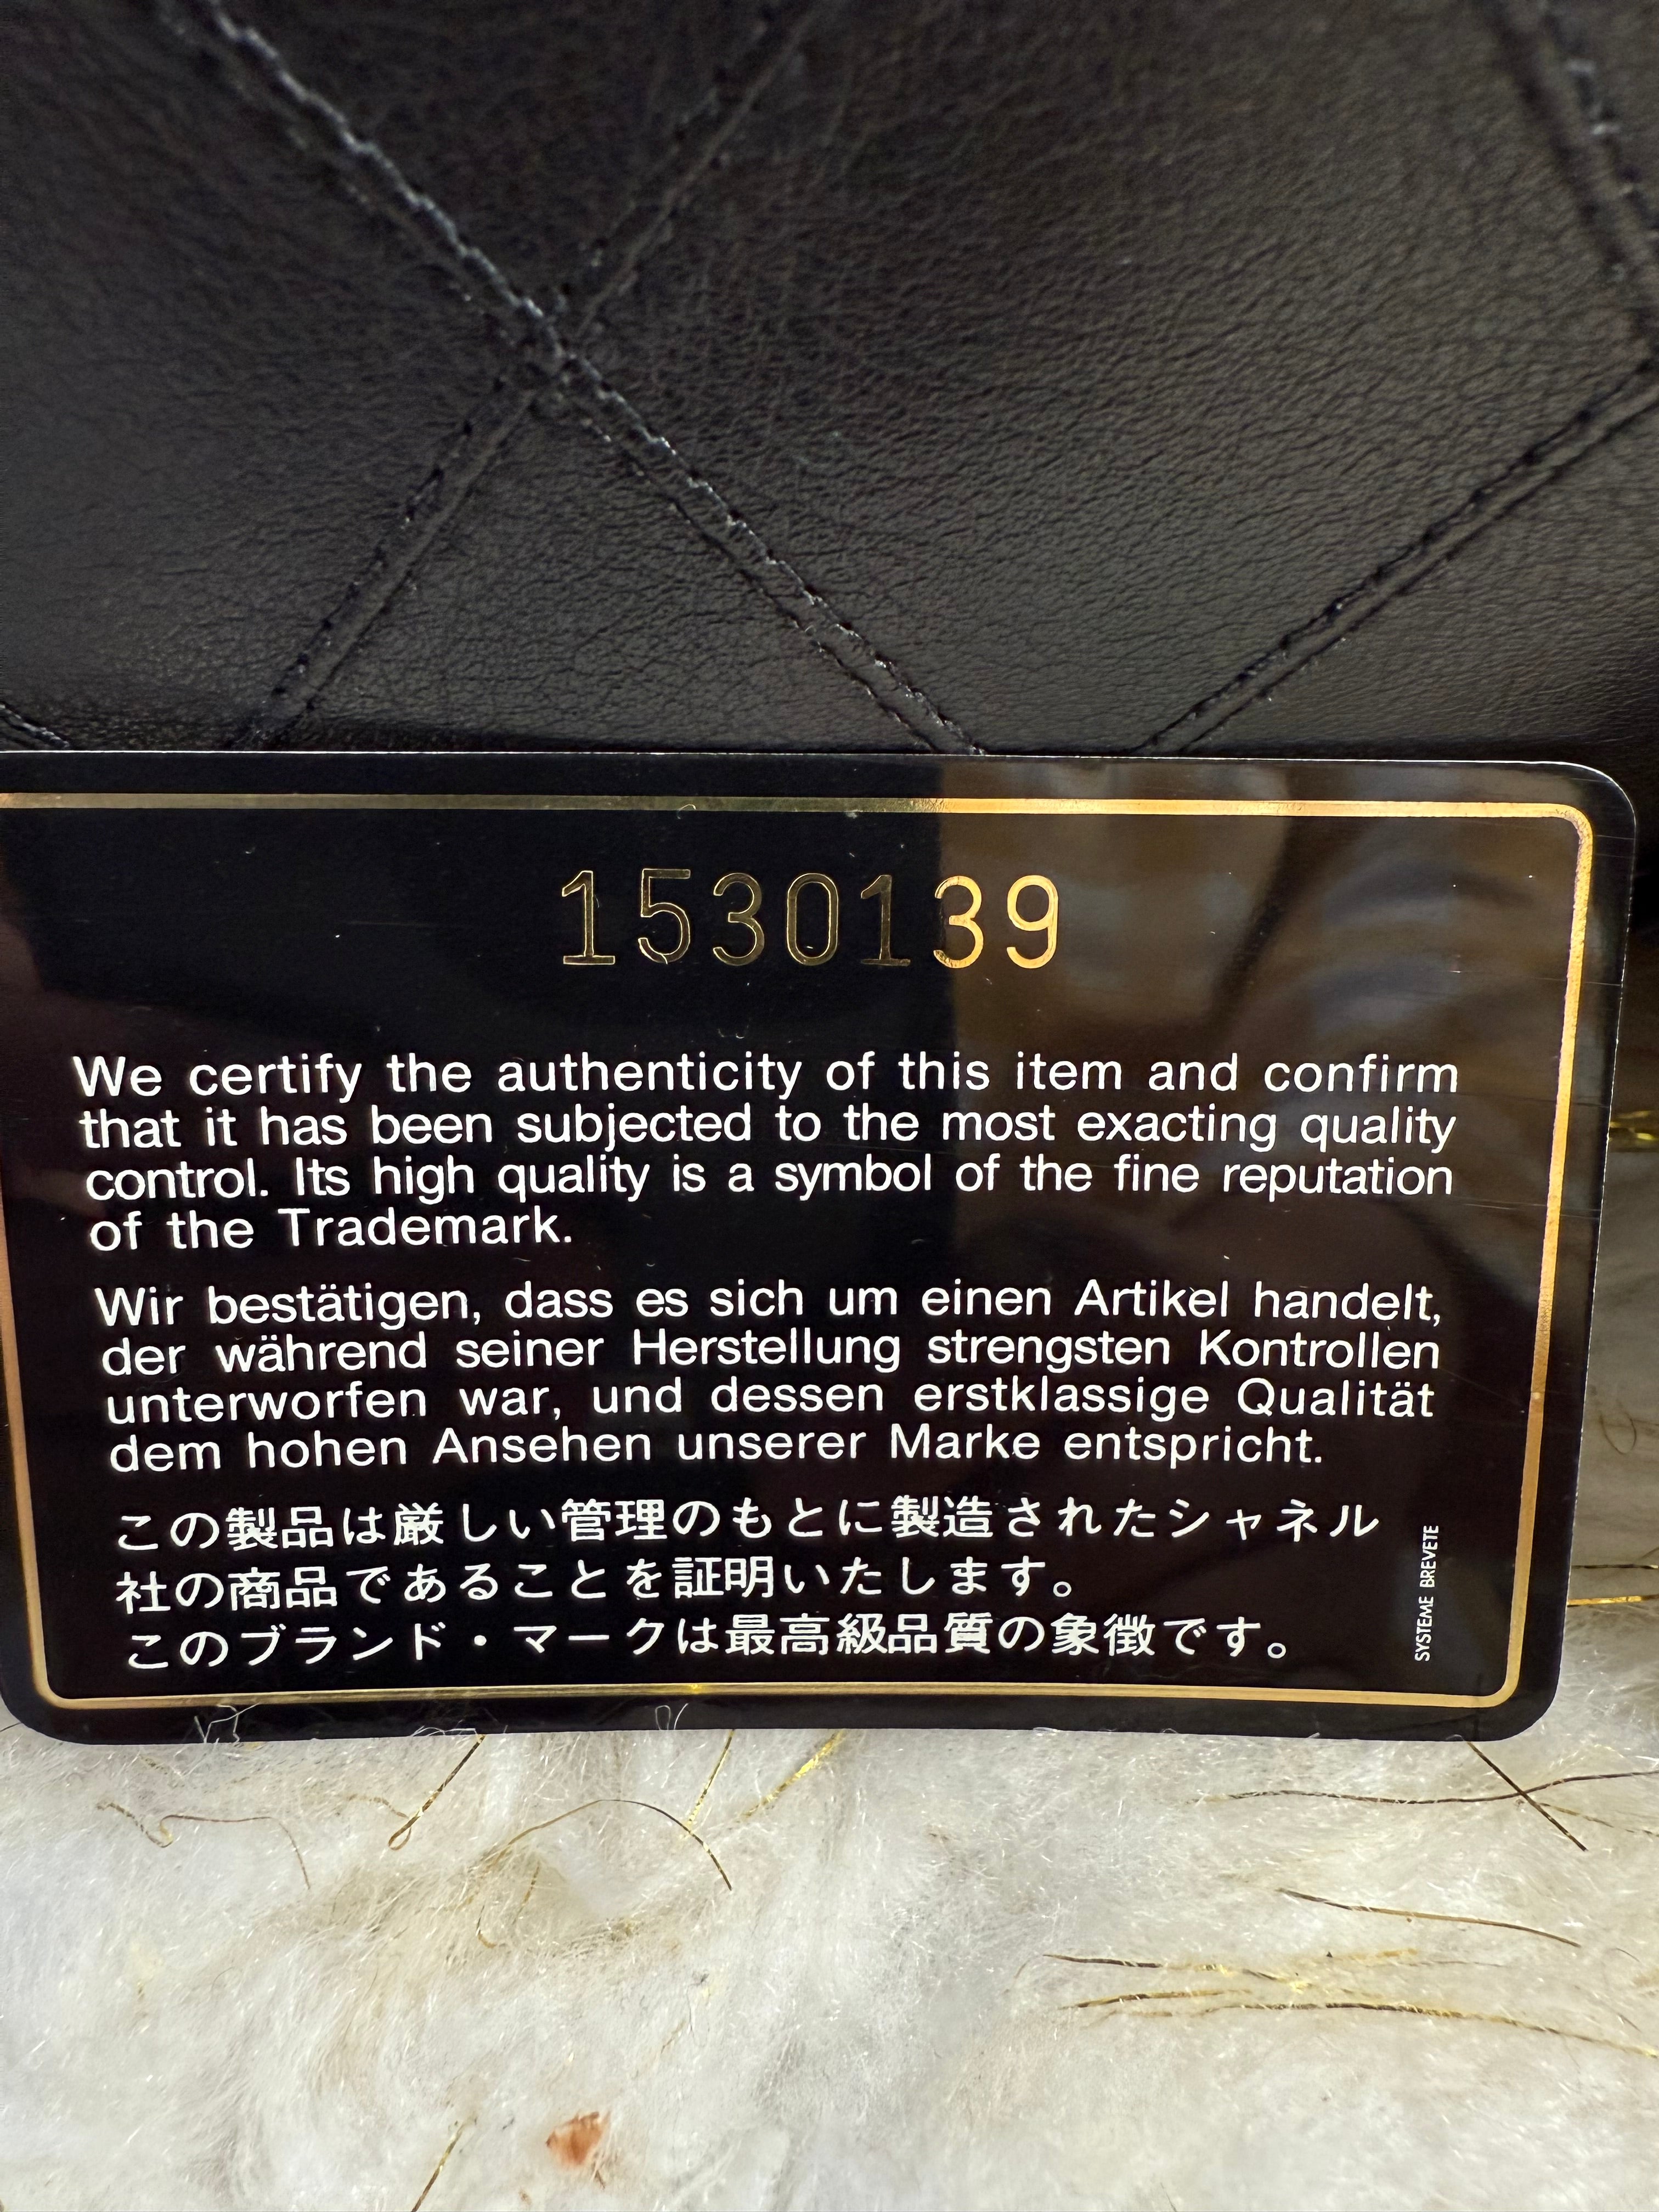 1530139
We certify the authenticity of this item and confirm
that it has been subjected to the most exacting quality
control. Its high quality is a symbol of the fine reputation
of the Trademark.
Wir bestätigen, dass es sich um einen Artikel handelt,
der während seiner Herstellung strengsten Kontrollen
unterworfen war, und dessen erstklassige Qualität
dem hohen Ansehen unserer Marke entspricht.
この製品は厳しい管理のもとに製造されたシャネル
社の商品であることを証明いたします。
このブランド・マークは最高級品質の象徴です。
SYSTEME BREVETE